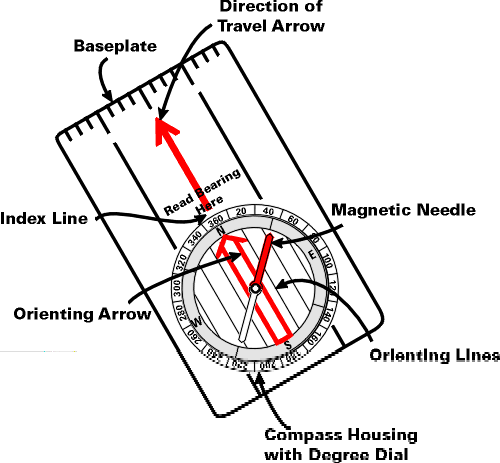 Direction of
Travel Arrow
Baseplate
Read Bearing
Here
Index Line
Magnetic Needle
Orienting Arrow
Orienting Lines
Compass Housing
with Degree Dial
360
20
40
60
80
100
120
140
160
200
260
280
300
320
340
N
E
S
W